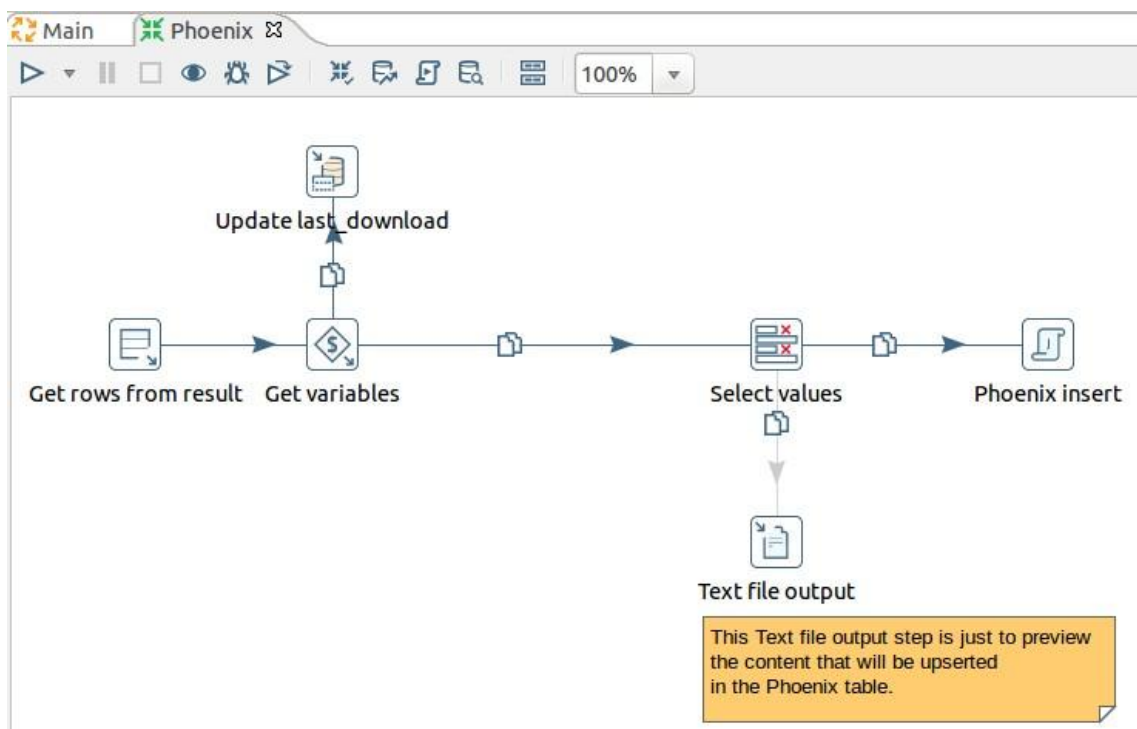 Main
Phoenix
100%
Update last_download
Get rows from result
Get variables
Select values
Phoenix insert
Text file output
This Text file output step is just to preview
the content that will be upserted
in the Phoenix table.